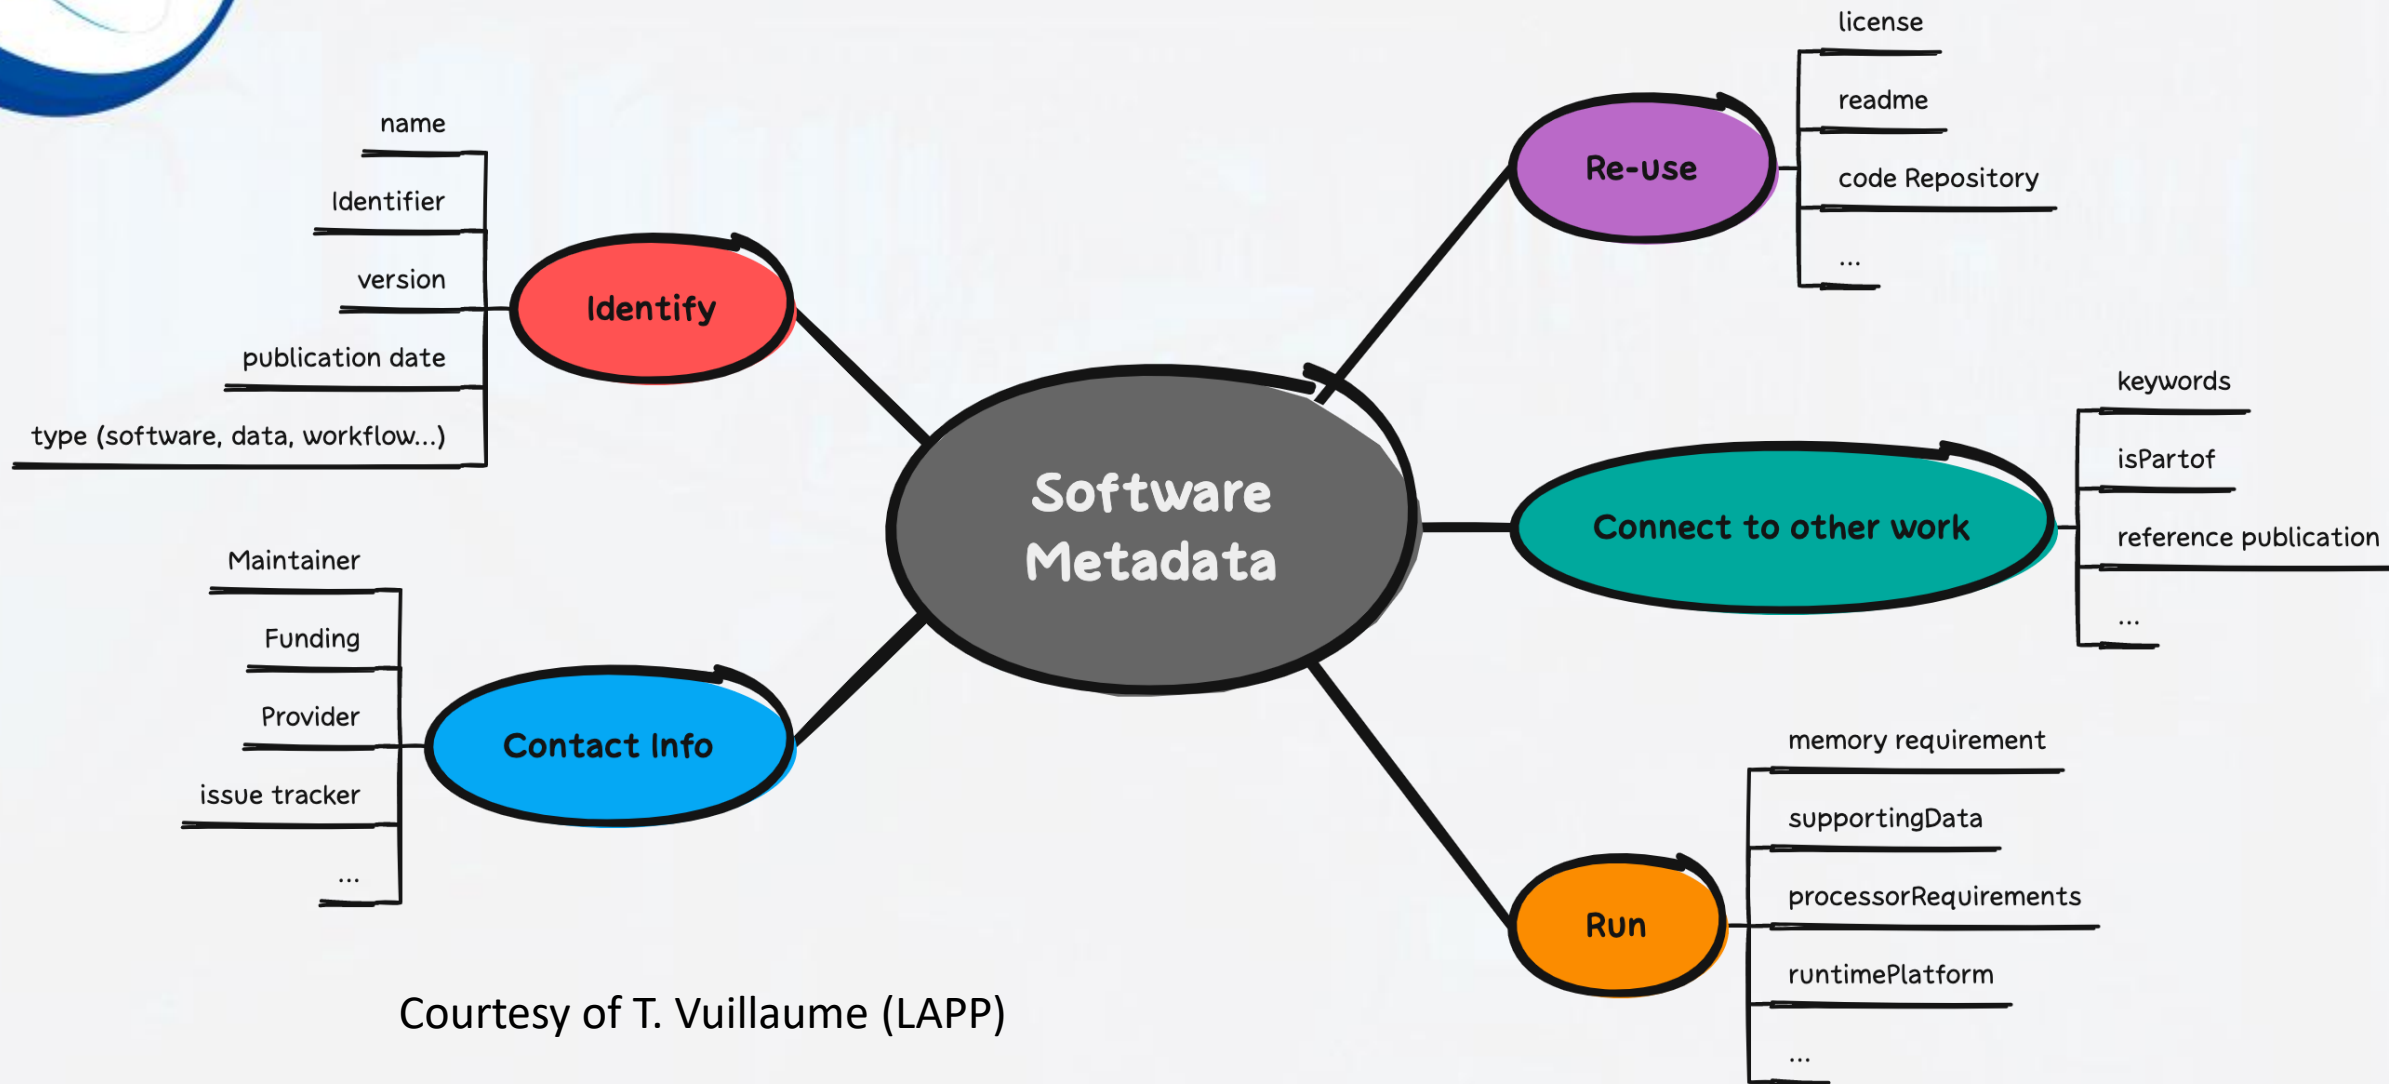 name
Identifier
version
publication date
type (software, data, workflow...)
Identify
Maintainer
Funding
Provider
issue tracker
...
Contact Info
Software
Metadata
license
readme
code Repository
...
Re-use
keywords
isPartof
reference publication
...
Connect to other work
memory requirement
supportingData
processorRequirements
runtimePlatform
...
Run
Courtesy of T. Vuillaume (LAPP)